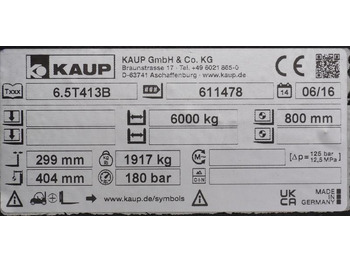 KAUP
KAUP GmbH & Co. KG
Braunstrasse 17 · Tel. +49 6021 865-0
D-63741 Aschaffenburg · www.kaup.de
CE
Txxx 6.5T413B 611478 14 06/16
6000 kg 800 mm
299 mm 1917 kg M [Δp= 125 bar 12,5 MPa]
404 mm 180 bar
www.kaup.de/symbols
UK CA
MADE IN GERMANY